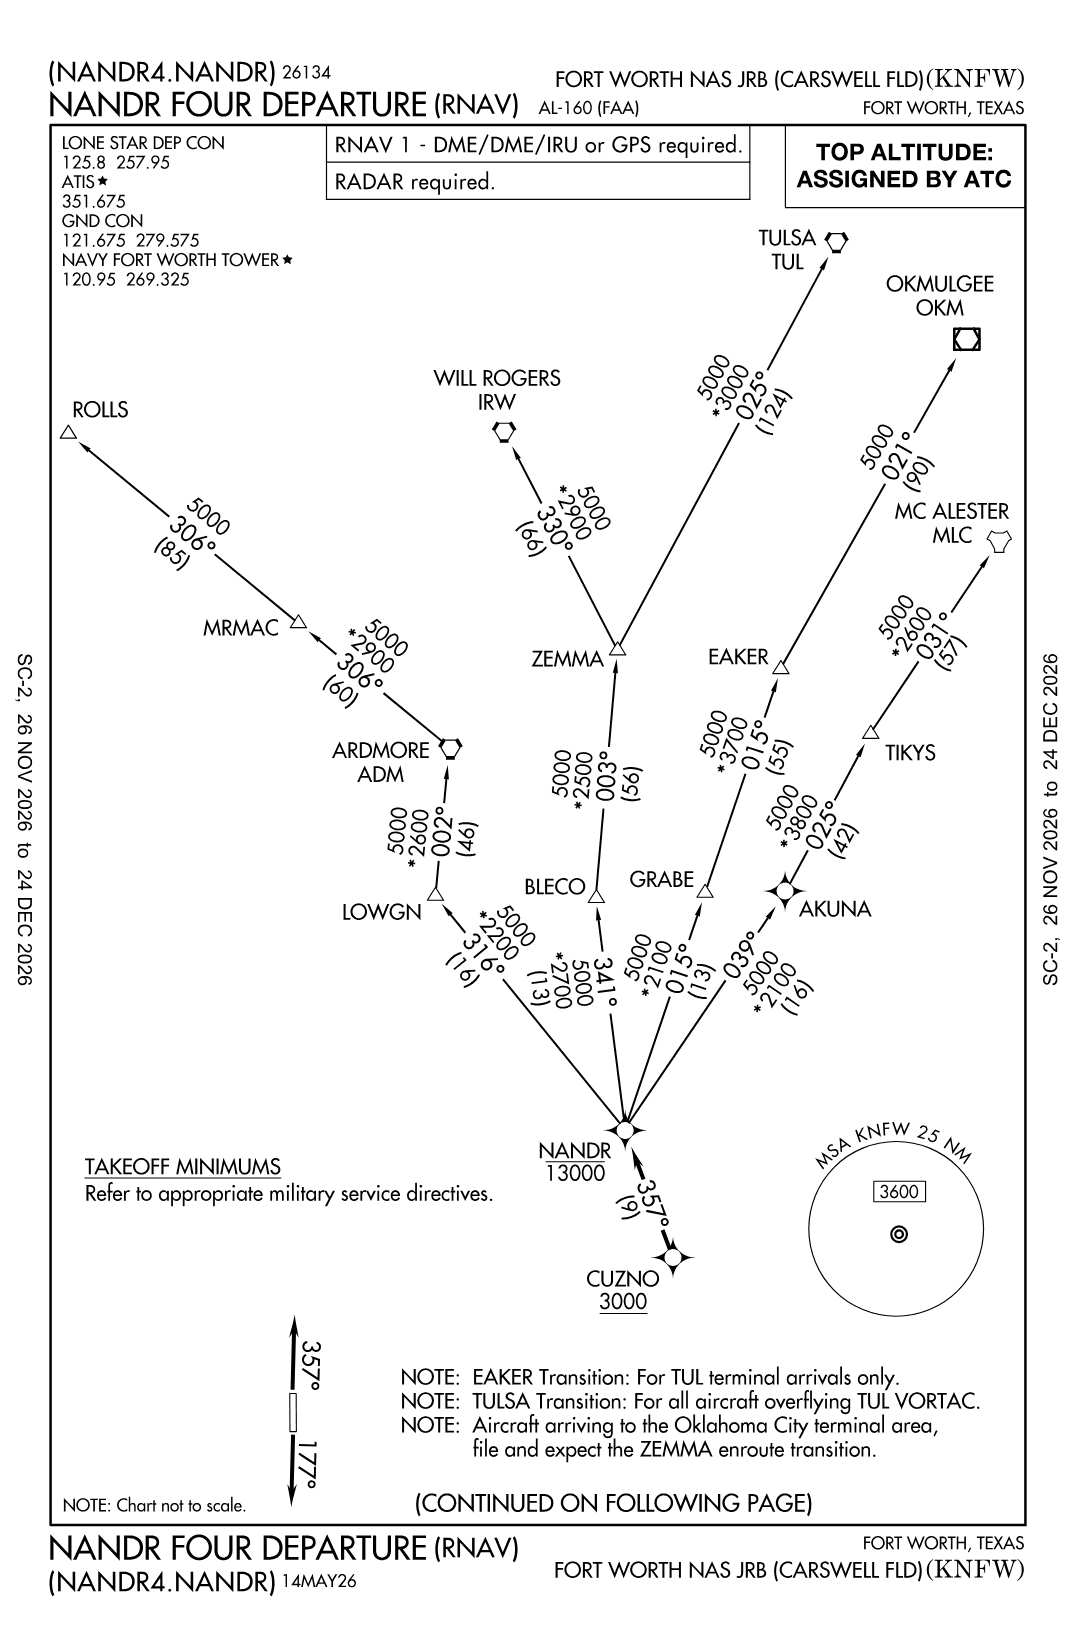 (NANDR4.NANDR) 26134
NANDR FOUR DEPARTURE (RNAV)
AL-160 (FAA)
FORT WORTH NAS JRB (CARSWELL FLD) (KNFW)
FORT WORTH, TEXAS
LONE STAR DEP CON
125.8 257.95
ATIS★
351.675
GND CON
121.675 279.575
NAVY FORT WORTH TOWER★
120.95 269.325
RNAV 1 - DME/DME/IRU or GPS required.
RADAR required.
TOP ALTITUDE:
ASSIGNED BY ATC
TULSA
TUL
OKMULGEE
OKM
5000
*3000
025°
(124)
WILL ROGERS
IRW
ROLLS
5000
021°
(90)
5000
*2900
330°
(66)
5000
306°
(85)
MC ALESTER
MLC
MRMAC
5000
*2900
306°
(60)
ZEMMA
EAKER
5000
*2600
031°
(57)
ARDMORE
ADM
5000
*2500
003°
(56)
5000
*3700
015°
(55)
TIKYS
5000
*2600
002°
(46)
5000
*3800
025°
(42)
LOWGN
BLECO
GRABE
AKUNA
5000
*2200
316°
(16)
341°
5000
*2700
(13)
5000
*2100
015°
(13)
039°
5000
*2100
(16)
NANDR
13000
357°
(9)
CUZNO
3000
TAKEOFF MINIMUMS
Refer to appropriate military service directives.
MSA KNFW 25 NM
3600
357°
177°
NOTE: EAKER Transition: For TUL terminal arrivals only.
NOTE: TULSA Transition: For all aircraft overflying TUL VORTAC.
NOTE: Aircraft arriving to the Oklahoma City terminal area,
file and expect the ZEMMA enroute transition.
NOTE: Chart not to scale.
(CONTINUED ON FOLLOWING PAGE)
SC-2, 26 NOV 2026 to 24 DEC 2026
SC-2, 26 NOV 2026 to 24 DEC 2026
NANDR FOUR DEPARTURE (RNAV)
(NANDR4.NANDR) 14MAY26
FORT WORTH, TEXAS
FORT WORTH NAS JRB (CARSWELL FLD) (KNFW)